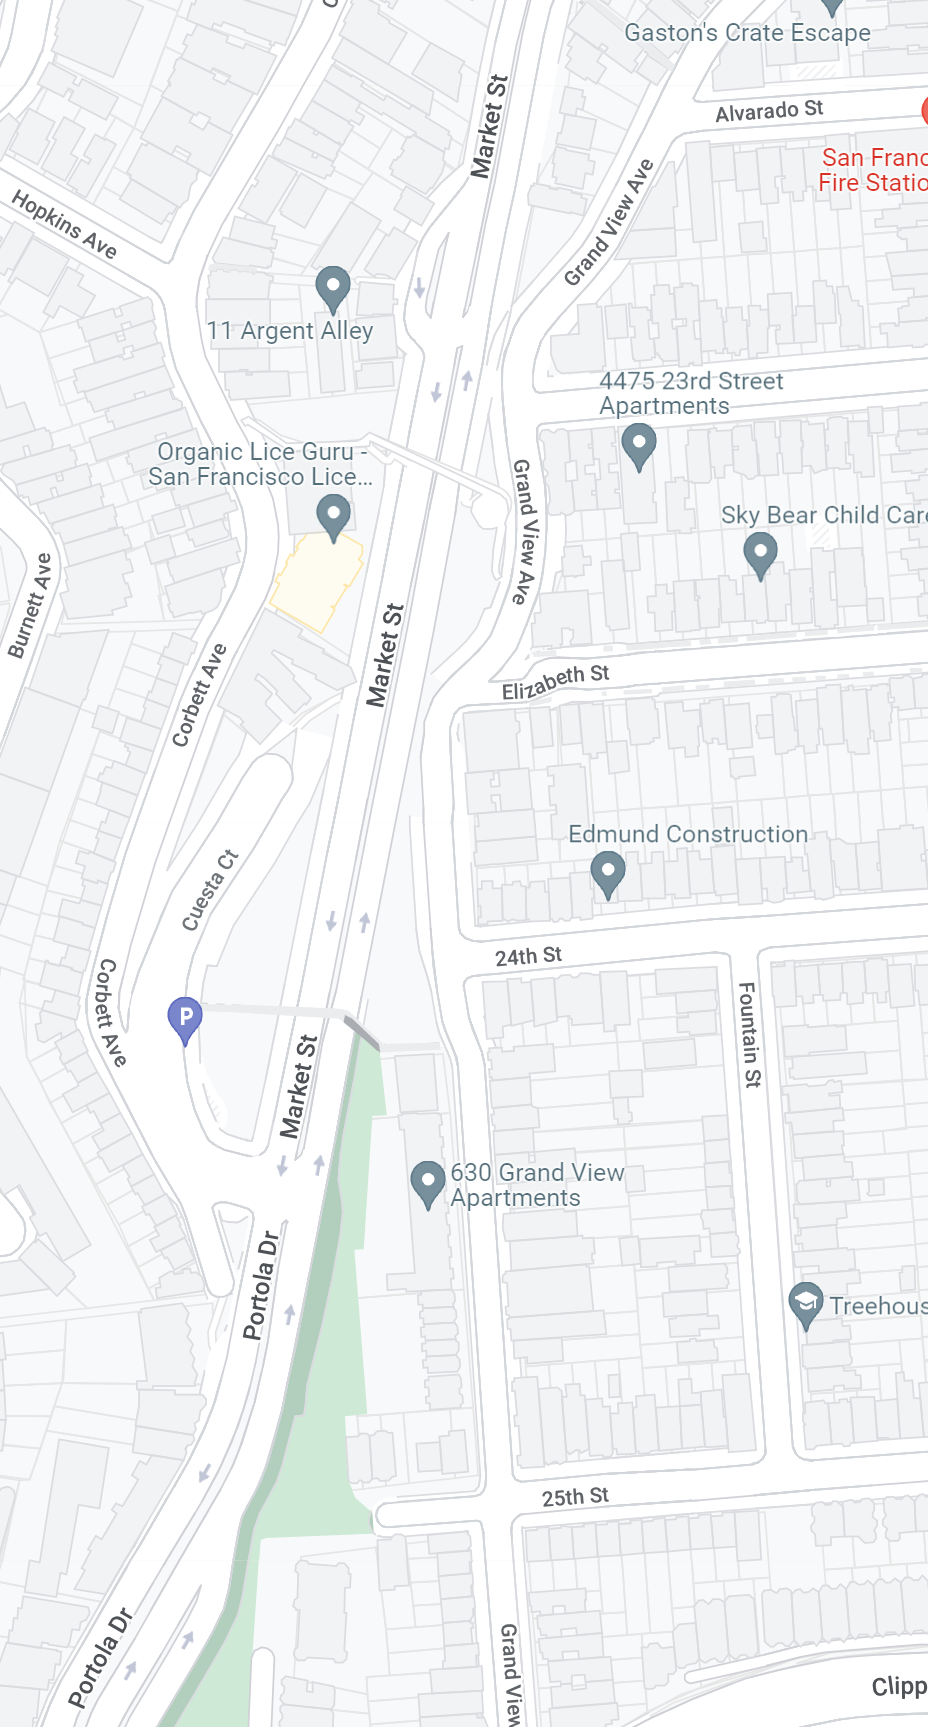 Gaston's Crate Escape
Market St
Alvarado St
San Franc
Fire Statio
Grand View Ave
Hopkins Ave
11 Argent Alley
4475 23rd Street
Apartments
Organic Lice Guru -
San Francisco Lice...
Grand View Ave
Sky Bear Child Care
Burnett Ave
Market St
Corbett Ave
Elizabeth St
Edmund Construction
Cuesta Ct
24th St
Corbett Ave
P
Fountain St
Market St
630 Grand View
Apartments
Portola Dr
Treehous
25th St
Portola Dr
Grand View
Clipp